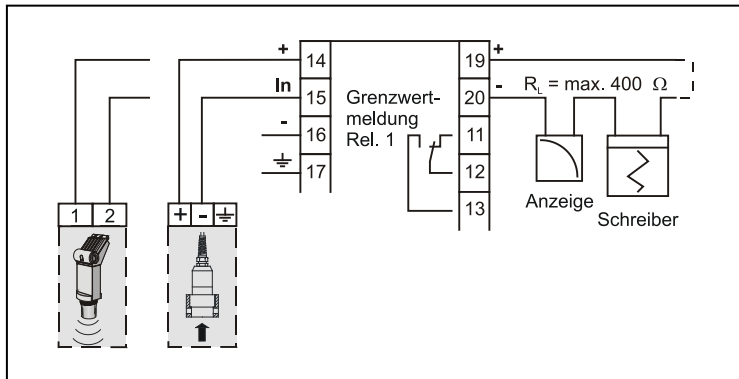 + 14 19 +
In 15 20 - R_L = max. 400 Ω
- 16
17
Grenzwert-
meldung
Rel. 1
11
12
13
Anzeige
Schreiber
1 2
+ -